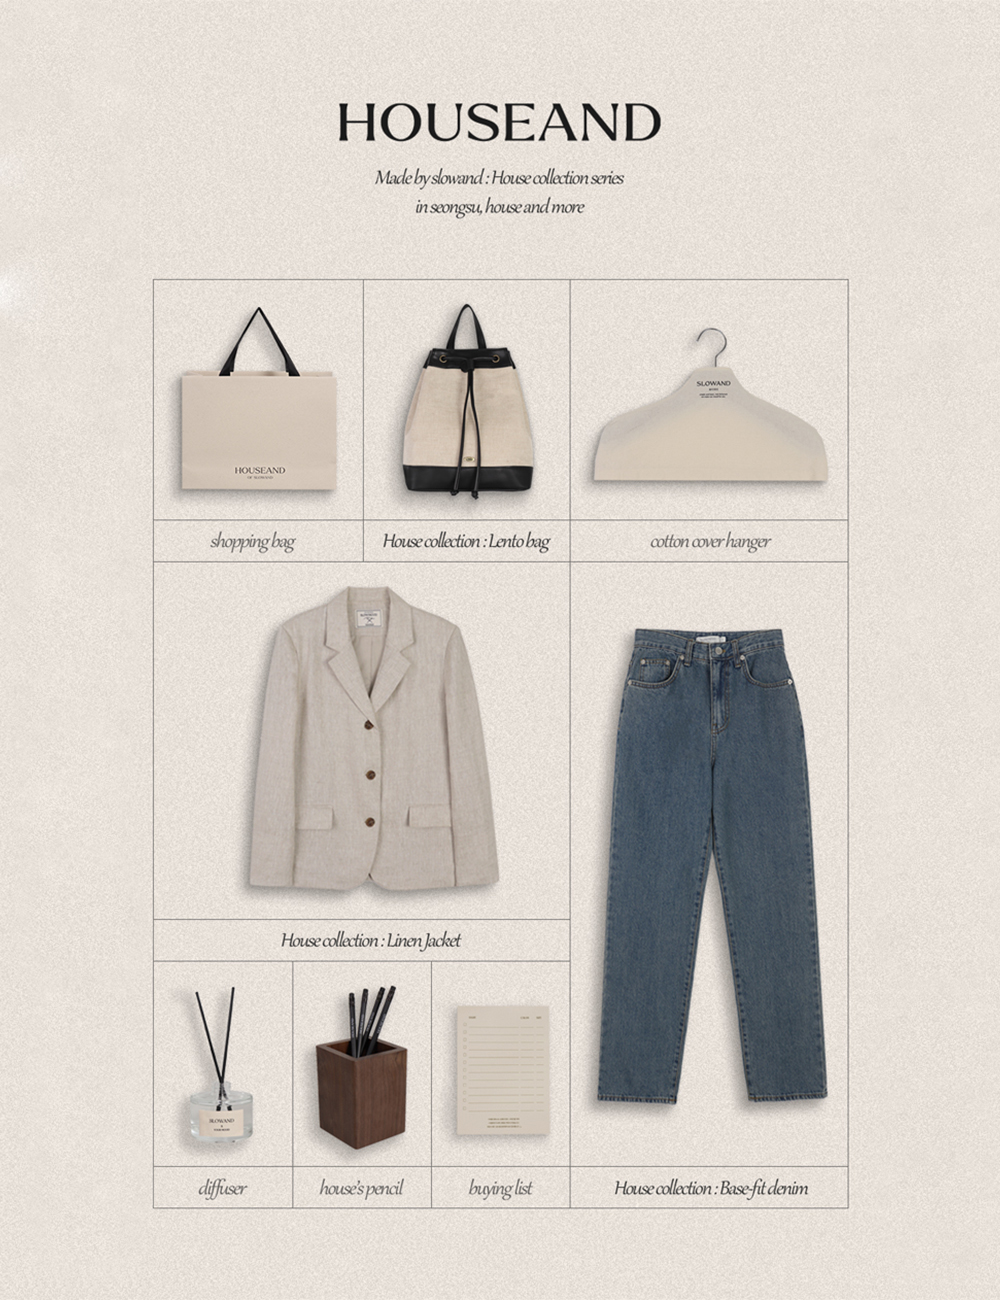 HOUSEAND
Made by slowand : House collection series
in seongsu, house and more
HOUSEAND
OF SLOWAND
SLOWAND
shopping bag
House collection : Lento bag
cotton cover hanger
House collection : Linen Jacket
SLOWAND
diffuser
house's pencil
buying list
House collection : Base-fit denim